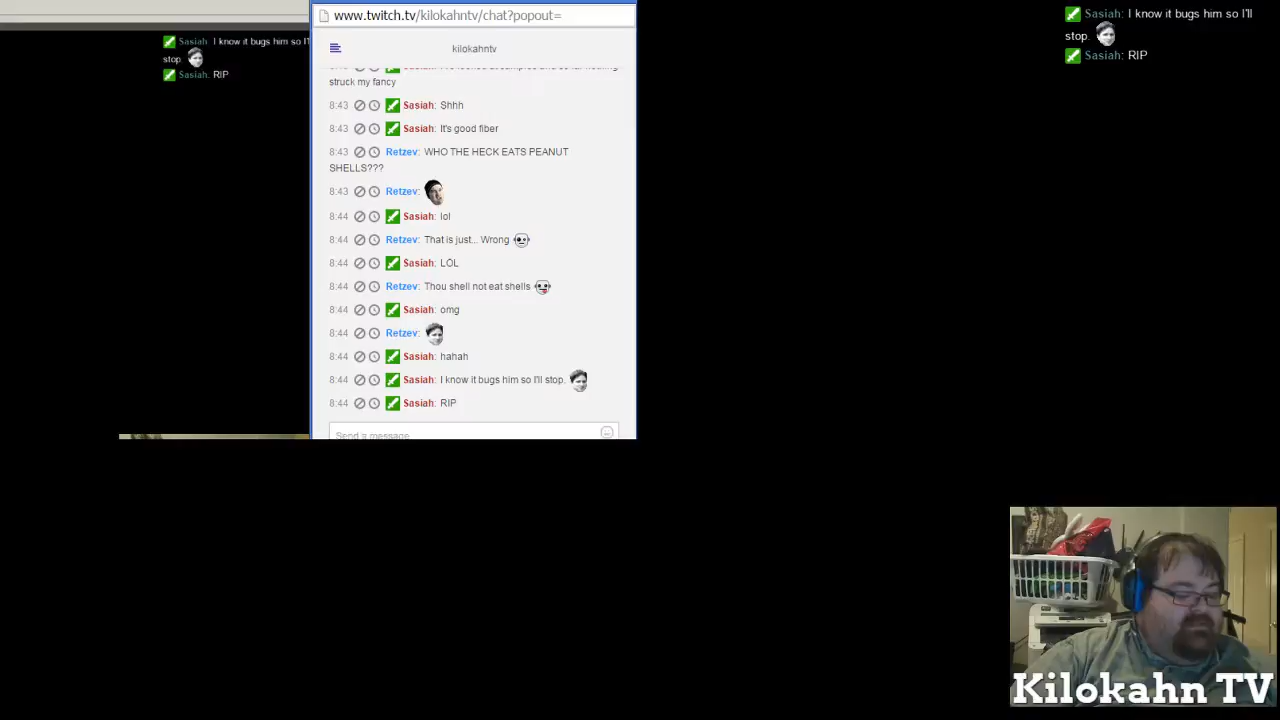 Sasiah: I know it bugs him so I'l
stop.
Sasiah: RIP
www.twitch.tv/kilokahntv/chat?popout=
kilokahntv
struck my fancy
8:43 Sasiah: Shhh
8:43 Sasiah: It's good fiber
8:43 Retzev: WHO THE HECK EATS PEANUT
SHELLS???
8:43 Retzev:
8:44 Sasiah: lol
8:44 Retzev: That is just... Wrong
8:44 Sasiah: LOL
8:44 Retzev: Thou shell not eat shells
8:44 Sasiah: omg
8:44 Retzev:
8:44 Sasiah: hahah
8:44 Sasiah: I know it bugs him so I'll stop.
8:44 Sasiah: RIP
Send a message
Sasiah: I know it bugs him so I'll
stop.
Sasiah: RIP
Kilokahn TV